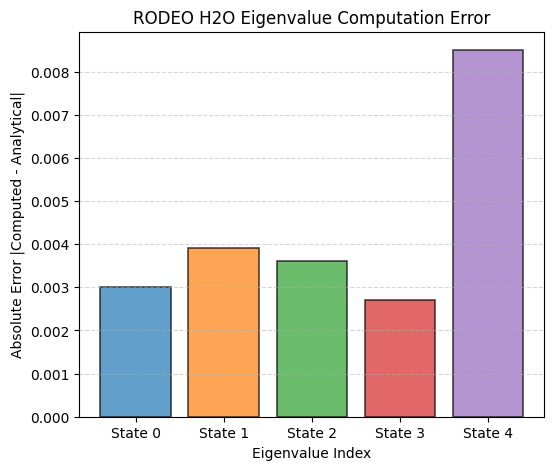 RODEO H2O Eigenvalue Computation Error
Absolute Error |Computed - Analytical|
0.008
0.007
0.006
0.005
0.004
0.003
0.002
0.001
0.000
State 0 State 1 State 2 State 3 State 4
Eigenvalue Index